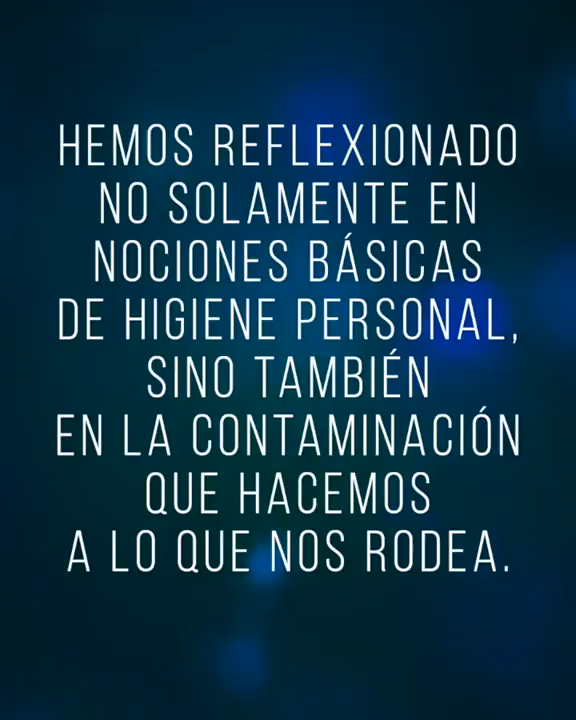 HEMOS REFLEXIONADO
NO SOLAMENTE EN
NOCIONES BÁSICAS
DE HIGIENE PERSONAL,
SINO TAMBIÉN
EN LA CONTAMINACIÓN
QUE HACEMOS
A LO QUE NOS RODEA.